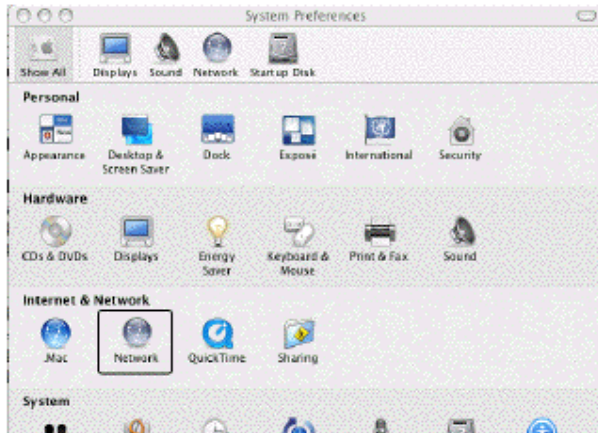 System Preferences
Show All Displays Sound Network Startup Disk
Personal
Appearance Desktop & Screen Saver Dock Exposé International Security
Hardware
CDs & DVDs Displays Energy Saver Keyboard & Mouse Print & Fax Sound
Internet & Network
.Mac Network QuickTime Sharing
System